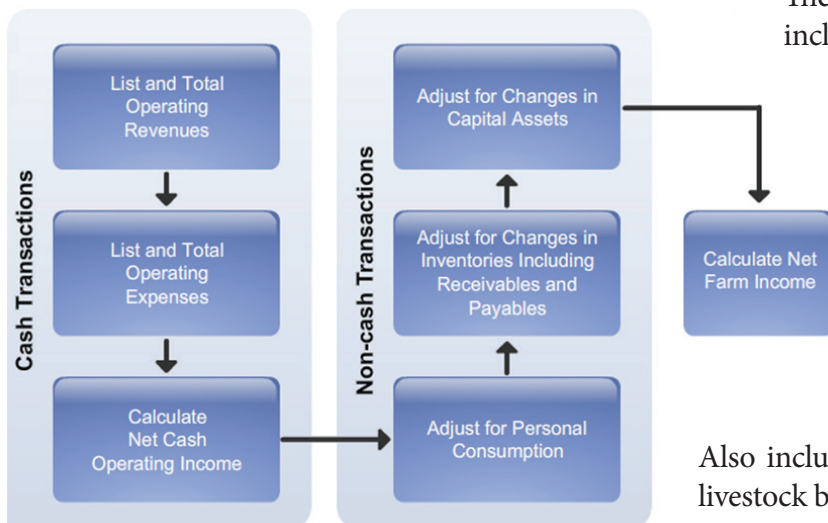 The
incl
Cash Transactions
List and Total
Operating
Revenues
List and Total
Operating
Expenses
Calculate
Net Cash
Operating Income
Non-cash Transactions
Adjust for Changes in
Capital Assets
Adjust for Changes in
Inventories Including
Receivables and
Payables
Adjust for Personal
Consumption
Calculate Net
Farm Income
Also inclu
livestock b